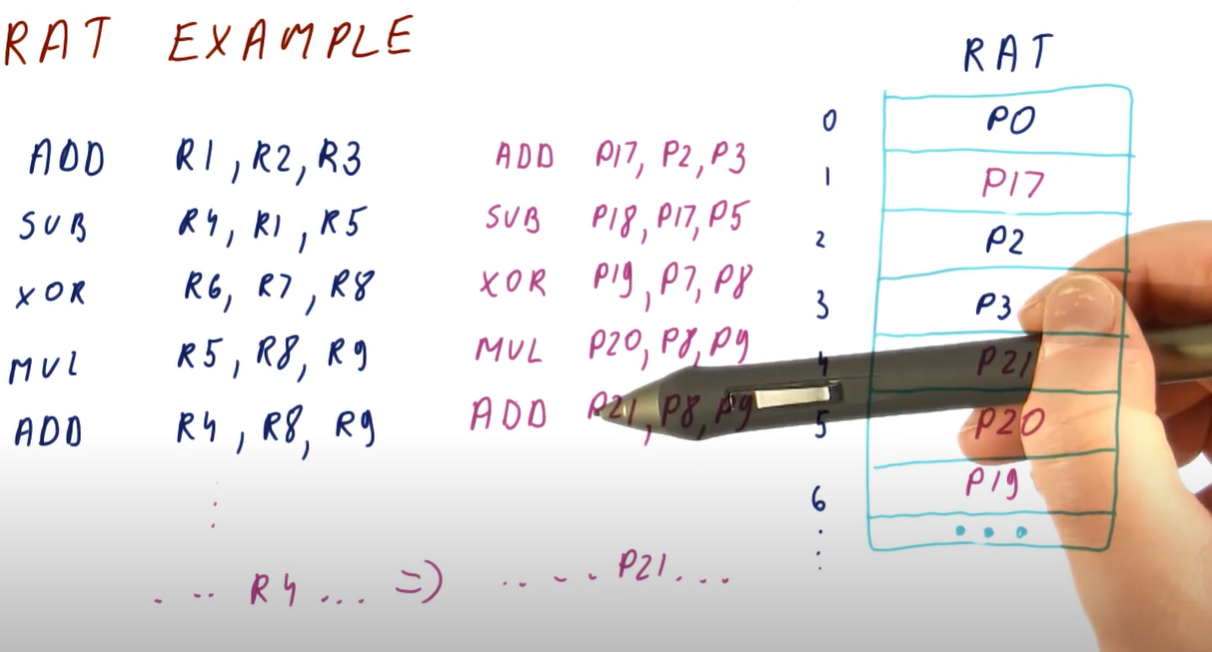 RAT EXAMPLE
ADD R1, R2, R3
SUB R4, R1, R5
XOR R6, R7, R8
MUL R5, R8, R9
ADD R4, R8, R9
:
. .. R4 ... =) .. - . P21. . .
ADD P17, P2, P3
SUB P18, P17, P5
XOR P19, P7, P8
MUL P20, P8, P9
ADD P21, P8, P9
RAT
0 P0
1 P17
2 P2
3 P3
4 P21
5 P20
6 P19
: • • •